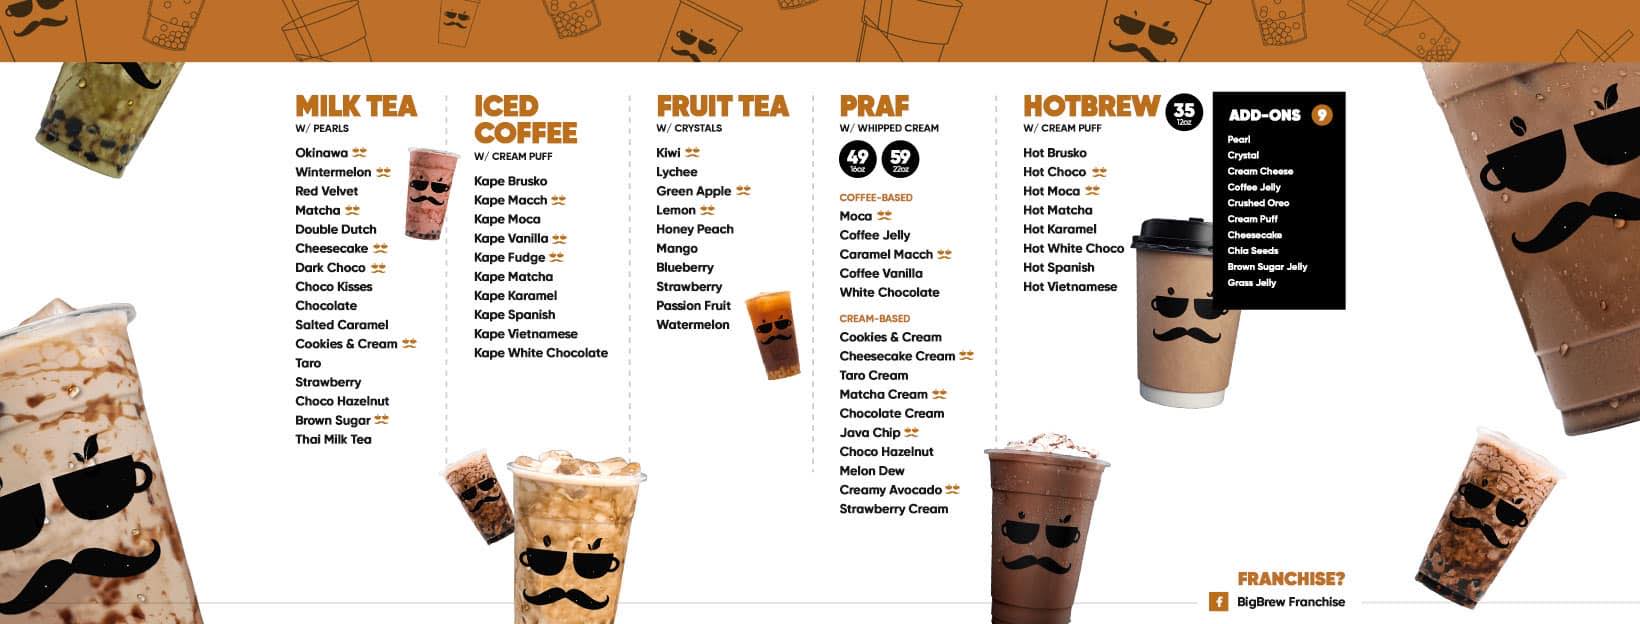 MILK TEA
W/ PEARLS
Okinawa
Wintermelon
Red Velvet
Matcha
Double Dutch
Cheesecake
Dark Choco
Choco Kisses
Chocolate
Salted Caramel
Cookies & Cream
Taro
Strawberry
Choco Hazelnut
Brown Sugar
Thai Milk Tea
ICED
COFFEE
W/ CREAM PUFF
Kape Brusko
Kape Macch
Kape Moca
Kape Vanilla
Kape Fudge
Kape Matcha
Kape Karamel
Kape Spanish
Kape Vietnamese
Kape White Chocolate
FRUIT TEA
W/ CRYSTALS
Kiwi
Lychee
Green Apple
Lemon
Honey Peach
Mango
Blueberry
Strawberry
Passion Fruit
Watermelon
PRAF
W/ WHIPPED CREAM
49 59
16oz 22oz
COFFEE-BASED
Moca
Coffee Jelly
Caramel Macch
Coffee Vanilla
White Chocolate
CREAM-BASED
Cookies & Cream
Cheesecake Cream
Taro Cream
Matcha Cream
Chocolate Cream
Java Chip
Choco Hazelnut
Melon Dew
Creamy Avocado
Strawberry Cream
HOTBREW 35
12oz
W/ CREAM PUFF
Hot Brusko
Hot Choco
Hot Moca
Hot Matcha
Hot Karamel
Hot White Choco
Hot Spanish
Hot Vietnamese
ADD-ONS 9
Pearl
Crystal
Cream Cheese
Coffee Jelly
Crushed Oreo
Cream Puff
Cheesecake
Chia Seeds
Brown Sugar Jelly
Grass Jelly
FRANCHISE?
f BigBrew Franchise